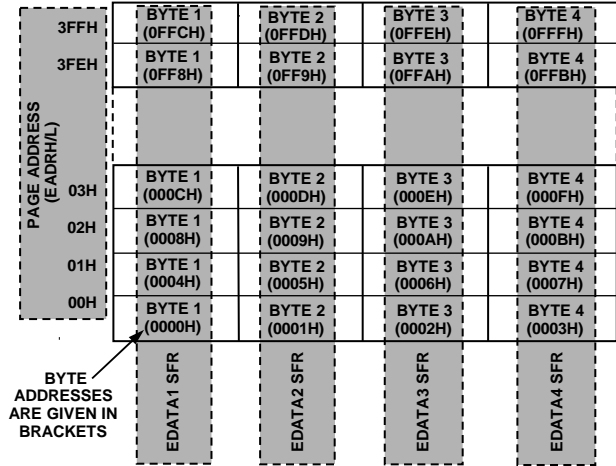 3FFH
BYTE 1 BYTE 2 BYTE 3 BYTE 4
(0FFCH) (0FFDH) (0FFEH) (0FFFH)
3FEH
BYTE 1 BYTE 2 BYTE 3 BYTE 4
(0FF8H) (0FF9H) (0FFAH) (0FFBH)
PAGE ADDRESS
(EADRH/L)
03H
BYTE 1 BYTE 2 BYTE 3 BYTE 4
(000CH) (000DH) (000EH) (000FH)
02H
BYTE 1 BYTE 2 BYTE 3 BYTE 4
(0008H) (0009H) (000AH) (000BH)
01H
BYTE 1 BYTE 2 BYTE 3 BYTE 4
(0004H) (0005H) (0006H) (0007H)
00H
BYTE 1 BYTE 2 BYTE 3 BYTE 4
(0000H) (0001H) (0002H) (0003H)
BYTE
ADDRESSES
ARE GIVEN IN
BRACKETS
EDATA1 SFR
EDATA2 SFR
EDATA3 SFR
EDATA4 SFR